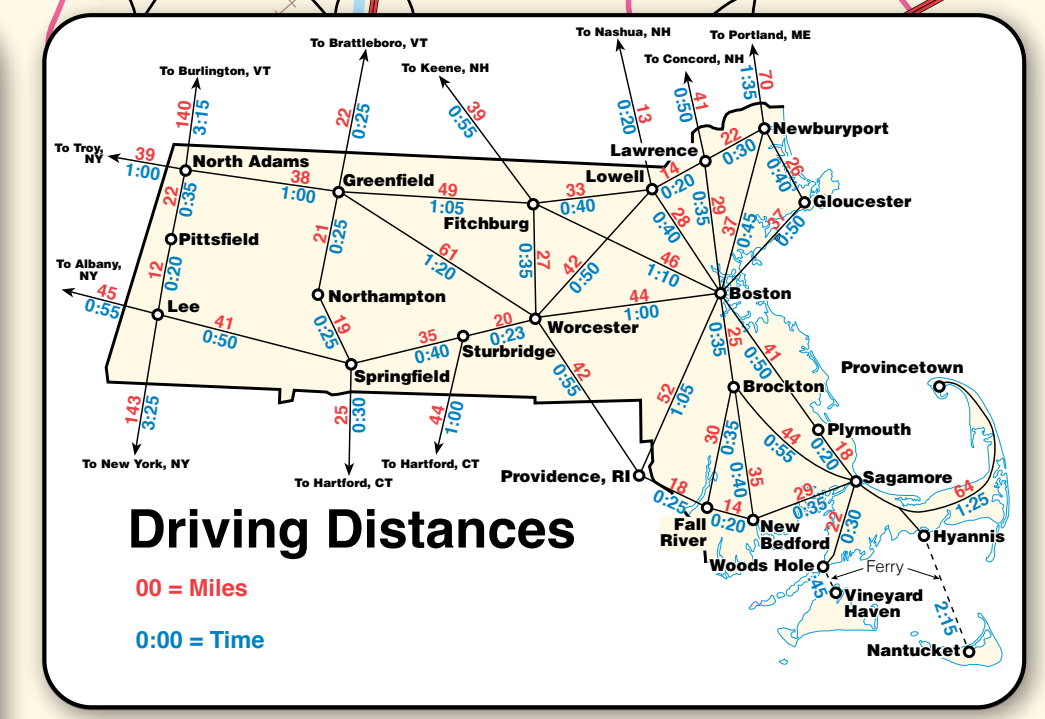 To Nashua, NH
To Portland, ME
To Brattleboro, VT
To Concord, NH
To Burlington, VT
To Keene, NH
70
1:35
41
0:50
13
0:20
39
0:55
22
0:25
140
3:15
Newburyport
22
0:30
Lawrence
To Troy,
NY
39
1:00
North Adams
38
1:00
Greenfield
49
1:05
33
0:40
Lowell
14
0:20
26
0:40
22
0:35
Fitchburg
28
0:40
29
0:35
37
0:45
37
0:50
Gloucester
21
0:25
61
1:20
27
0:35
42
0:50
46
1:10
Pittsfield
12
0:20
To Albany,
NY
45
0:55
Lee
Northampton
Boston
44
1:00
41
0:50
19
0:25
35
0:40
20
0:23
Worcester
Sturbridge
Springfield
42
0:55
52
1:05
25
0:35
41
0:50
Provincetown
Brockton
143
3:25
25
0:30
44
1:00
30
0:35
35
0:40
44
0:55
Plymouth
18
0:20
To New York, NY
To Hartford, CT
To Hartford, CT
Providence, RI
18
0:25
Sagamore
29
0:35
64
1:25
14
0:20
Fall
River
New
Bedford
22
0:30
Hyannis
Driving Distances
Woods Hole
Ferry
:45
Vineyard
Haven
2:15
Nantucket
00 = Miles
0:00 = Time